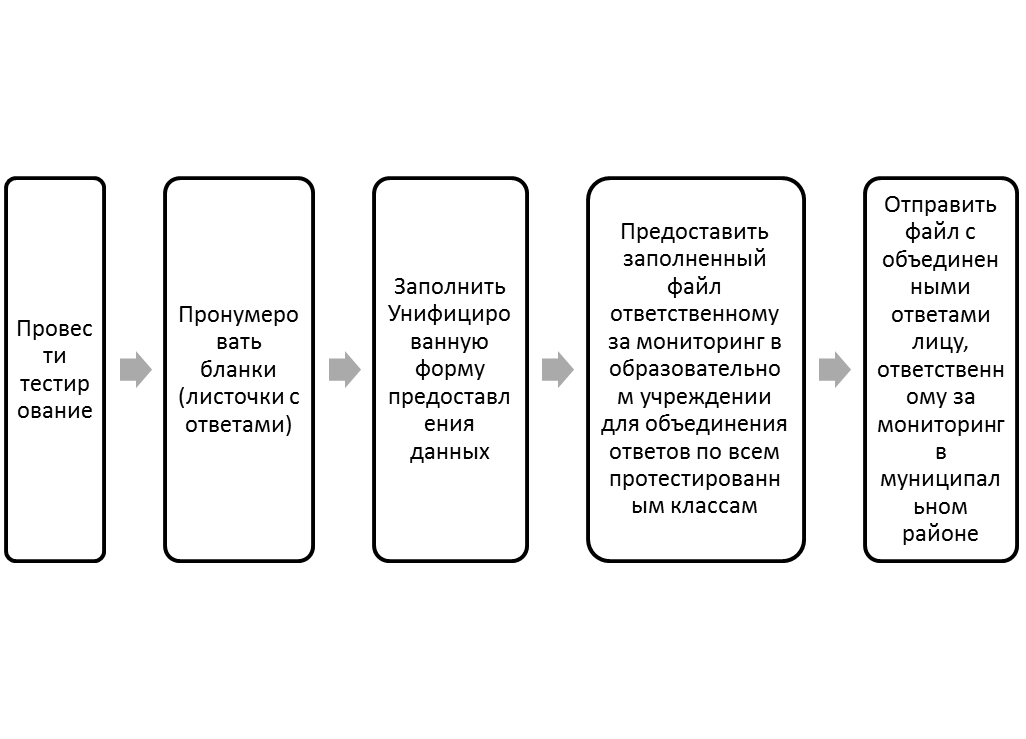 Провес
ти
тестир
ование
Пронумеро
вать
бланки
(листочки с
ответами)
Заполнить
Унифициро
ванную
форму
предоставл
ения
данных
Предоставить
заполненный
файл
ответственному
за мониторинг в
образовательно
м учреждении
для объединения
ответов по всем
протестированн
ым классам
Отправить
файл с
объединен
ными
ответами
лицу,
ответственн
ому за
мониторинг
в
муниципал
ьном
районе